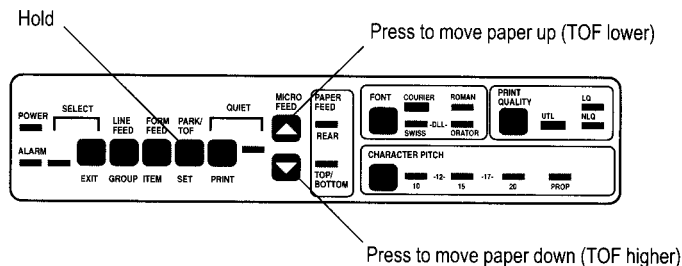 Hold
Press to move paper up (TOF lower)
POWER
SELECT
LINE
FEED
FORM
FEED
PARK/
TOF
QUIET
MICRO
FEED
ALARM
EXIT
GROUP
ITEM
SET
PRINT
PAPER
FEED
REAR
TOP/
BOTTOM
FONT
COURIER
ROMAN
SWISS
-DLL-
ORATOR
PRINT
QUALITY
UTL
LQ
NLQ
CHARACTER PITCH
10
-12-
15
-17-
20
PROP
Press to move paper down (TOF higher)